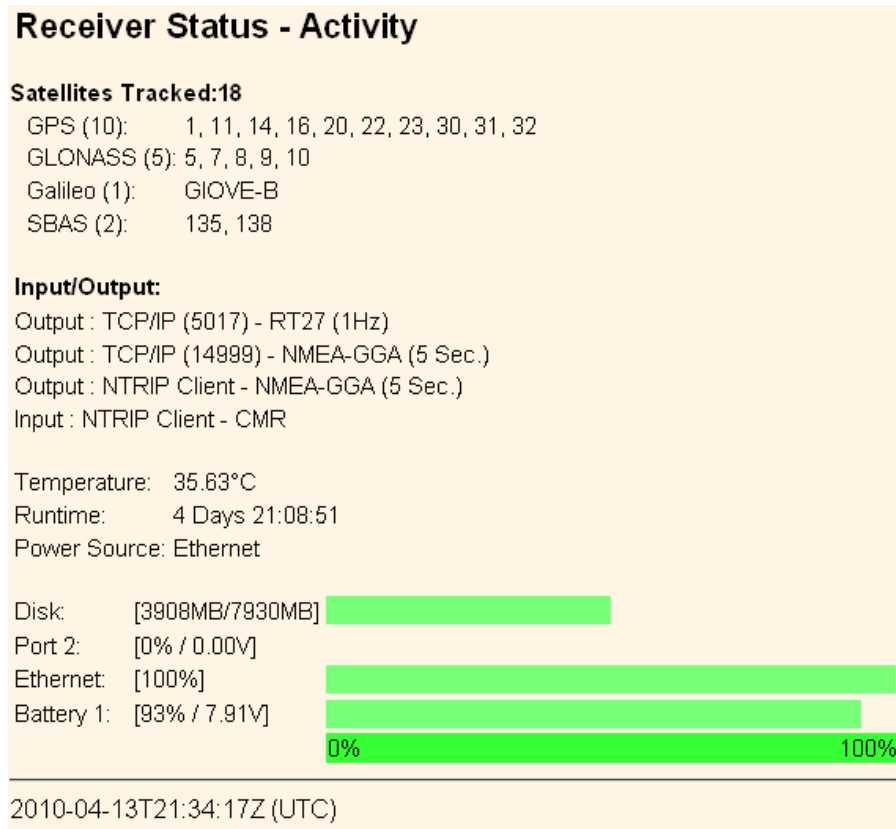 Receiver Status - Activity
Satellites Tracked:18
GPS (10): 1, 11, 14, 16, 20, 22, 23, 30, 31, 32
GLONASS (5): 5, 7, 8, 9, 10
Galileo (1): GIOVE-B
SBAS (2): 135, 138
Input/Output:
Output : TCP/IP (5017) - RT27 (1Hz)
Output : TCP/IP (14999) - NMEA-GGA (5 Sec.)
Output : NTRIP Client - NMEA-GGA (5 Sec.)
Input : NTRIP Client - CMR
Temperature: 35.63°C
Runtime: 4 Days 21:08:51
Power Source: Ethernet
Disk: [3908MB/7930MB]
Port 2: [0% / 0.00V]
Ethernet: [100%]
Battery 1: [93% / 7.91V]
0% 100%
2010-04-13T21:34:17Z (UTC)